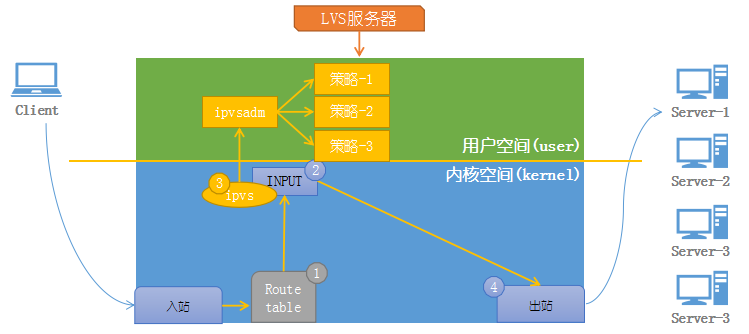 LVS服务器
Client
策略-1
策略-2
策略-3
ipvsadm
用户空间(user)
内核空间(kernel)
INPUT
2
3
ipvs
Route
table
1
入站
4
出站
Server-1
Server-2
Server-3
Server-3